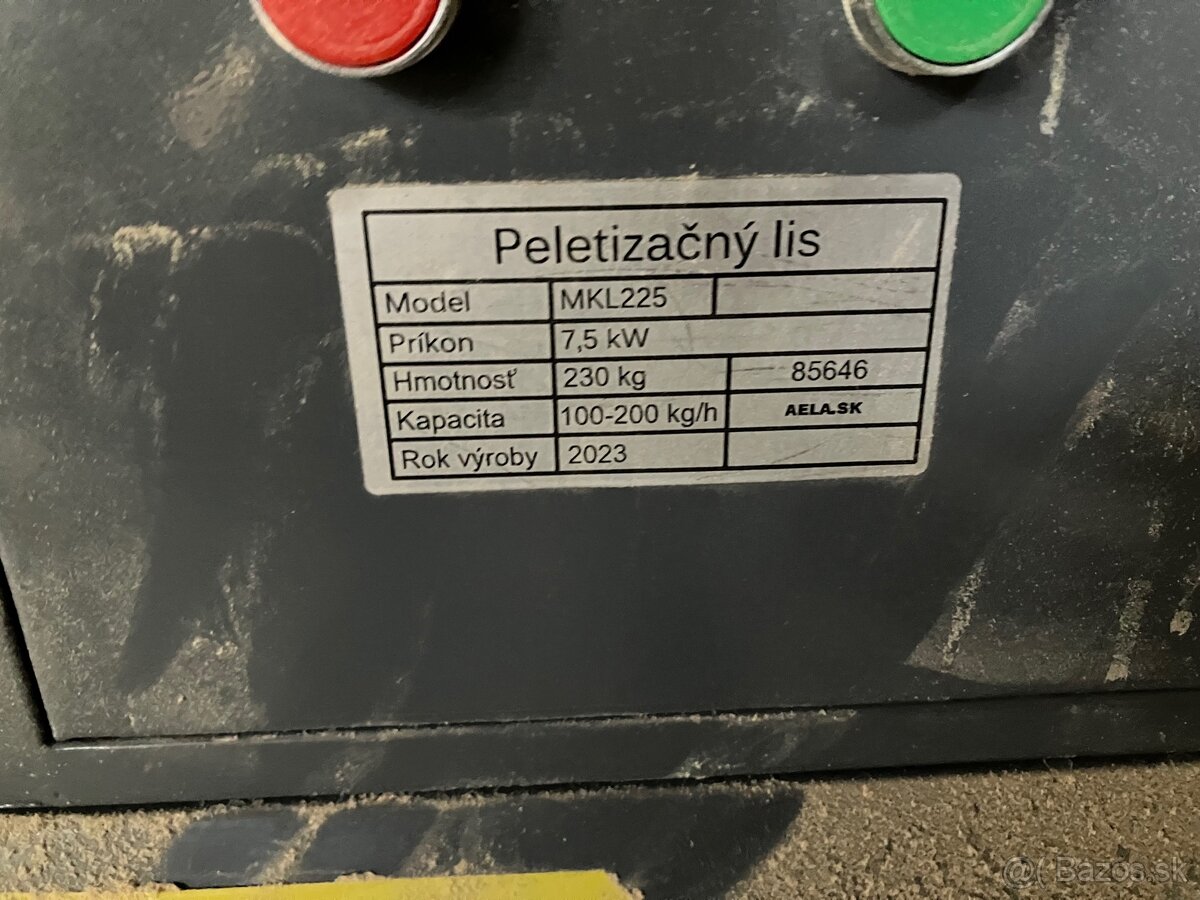 Peletizačný lis
Model MKL225
Príkon 7,5 kW
Hmotnosť 230 kg 85646
Kapacita 100-200 kg/h AELA.SK
Rok výroby 2023
@( Bazos.sk